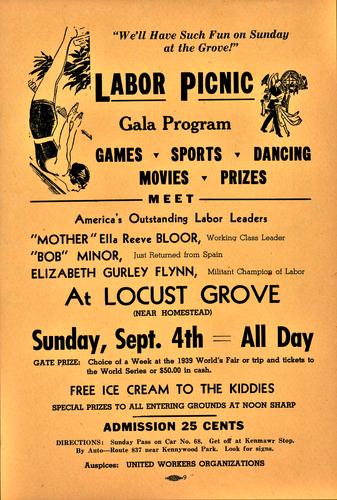 "We'll Have Such Fun on Sunday
at the Grove!"
LABOR PICNIC
Gala Program
GAMES ▾ SPORTS ▾ DANCING
MOVIES ▾ PRIZES
MEET
America's Outstanding Labor Leaders
"MOTHER" Ella Reeve BLOOR, Working Class Leader
"BOB" MINOR, Just Returned from Spain
ELIZABETH GURLEY FLYNN, Militant Champion of Labor
At LOCUST GROVE
(NEAR HOMESTEAD)
Sunday, Sept. 4th = All Day
GATE PRIZE: Choice of a Week at the 1939 World's Fair or trip and tickets to
the World Series or $50.00 in cash.
FREE ICE CREAM TO THE KIDDIES
SPECIAL PRIZES TO ALL ENTERING GROUNDS AT NOON SHARP
ADMISSION 25 CENTS
DIRECTIONS: Sunday Pass on Car No. 68. Get off at Kenmawr Stop.
By Auto—Route 837 near Kennywood Park. Look for signs.
Auspices: UNITED WORKERS ORGANIZATIONS
9